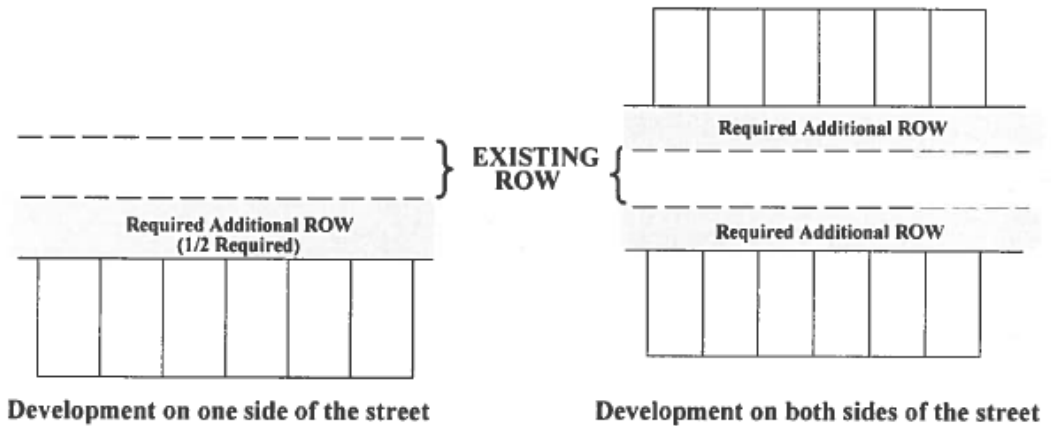 Required Additional ROW
(1/2 Required)
Development on one side of the street
EXISTING
ROW
Required Additional ROW
Required Additional ROW
Development on both sides of the street